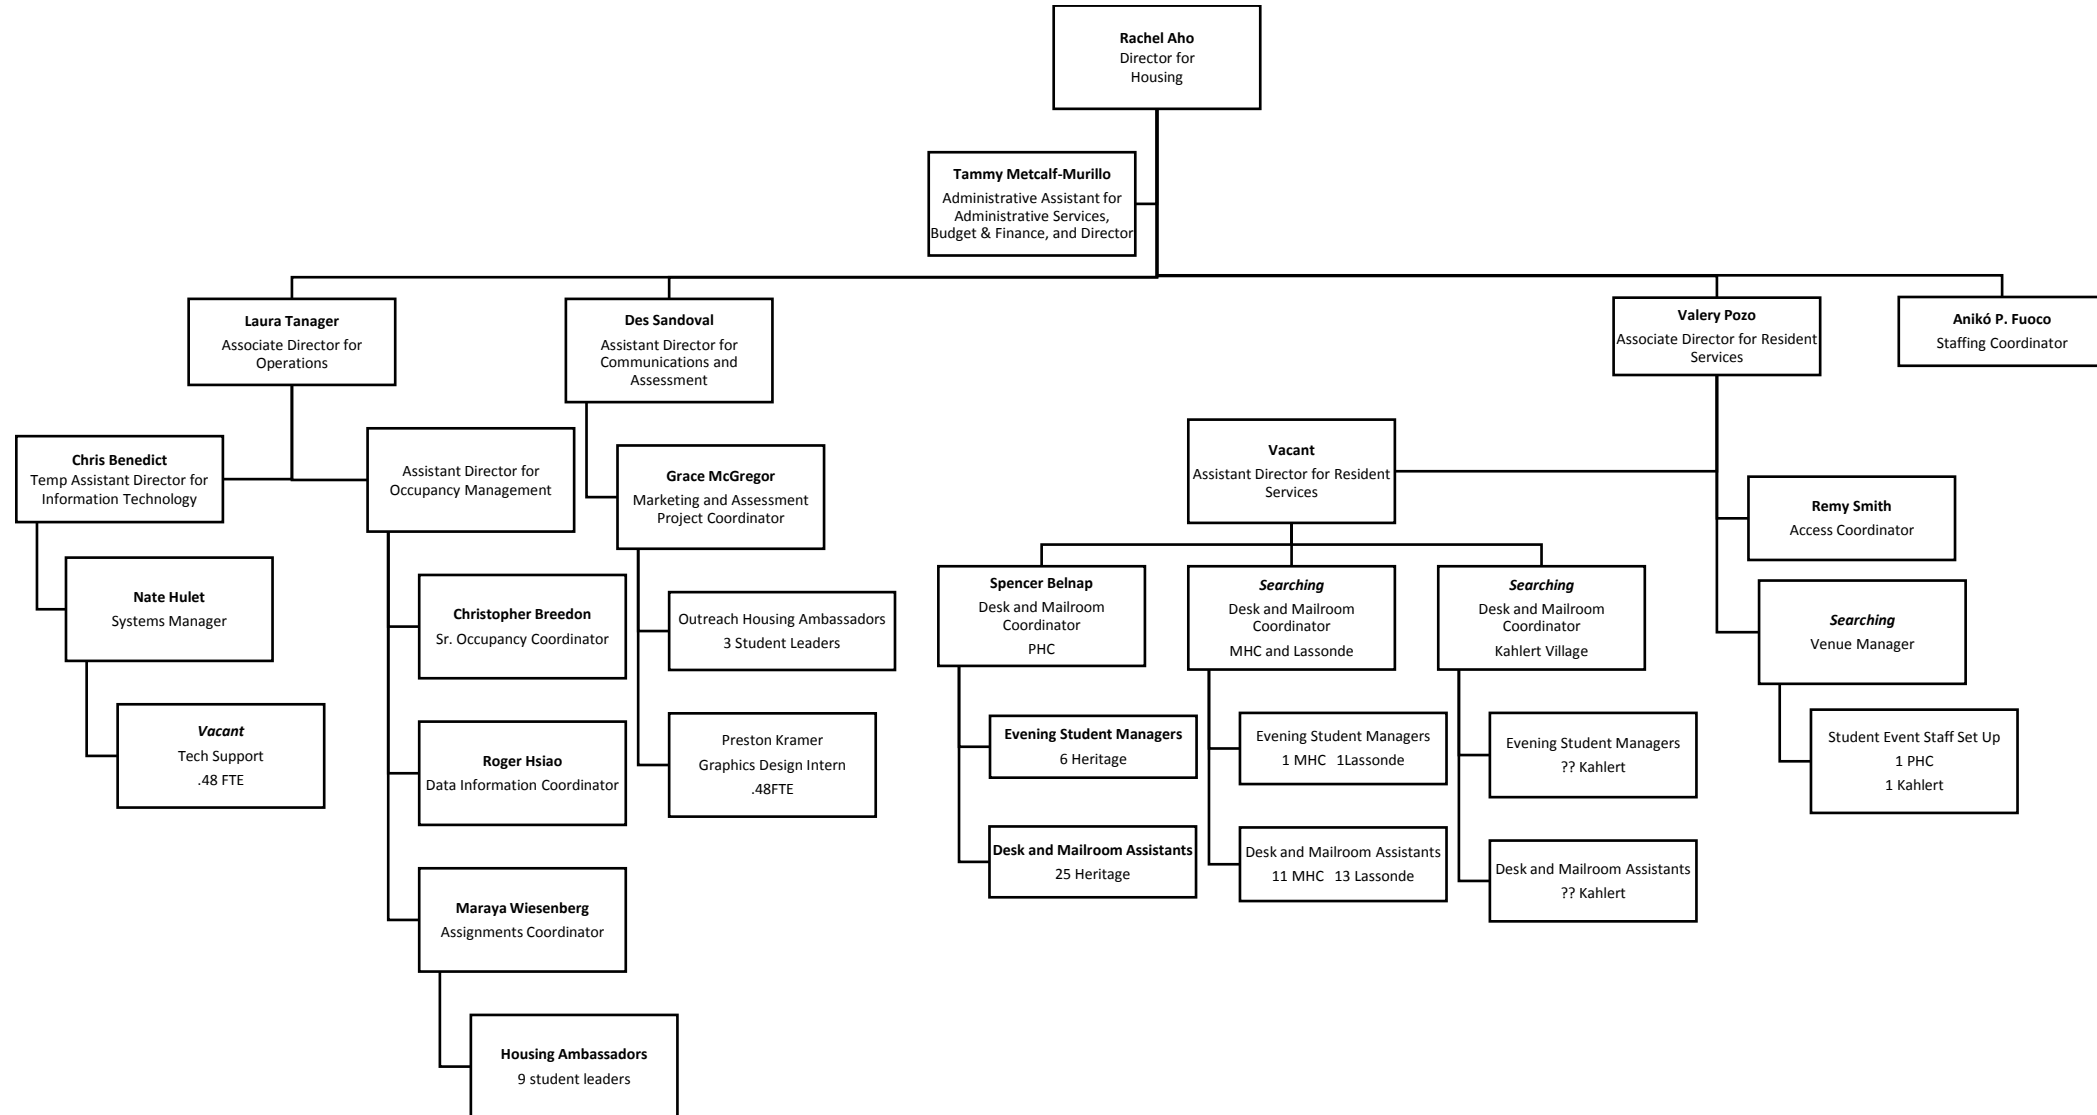 Rachel Aho
Director for
Housing
Tammy Metcalf-Murillo
Administrative Assistant for
Administrative Services,
Budget & Finance, and Director
Laura Tanager
Associate Director for
Operations
Des Sandoval
Assistant Director for
Communications and
Assessment
Valery Pozo
Associate Director for Resident
Services
Anikó P. Fuoco
Staffing Coordinator
Chris Benedict
Temp Assistant Director for
Information Technology
Nate Hulet
Systems Manager
Vacant
Tech Support
.48 FTE
Assistant Director for
Occupancy Management
Christopher Breedon
Sr. Occupancy Coordinator
Roger Hsiao
Data Information Coordinator
Maraya Wiesenberg
Assignments Coordinator
Housing Ambassadors
9 student leaders
Grace McGregor
Marketing and Assessment
Project Coordinator
Outreach Housing Ambassadors
3 Student Leaders
Preston Kramer
Graphics Design Intern
.48FTE
Vacant
Assistant Director for Resident
Services
Spencer Belnap
Desk and Mailroom
Coordinator
PHC
Evening Student Managers
6 Heritage
Desk and Mailroom Assistants
25 Heritage
Searching
Desk and Mailroom
Coordinator
MHC and Lassonde
Evening Student Managers
1 MHC   1Lassonde
Desk and Mailroom Assistants
11 MHC   13 Lassonde
Searching
Desk and Mailroom
Coordinator
Kahlert Village
Evening Student Managers
?? Kahlert
Desk and Mailroom Assistants
?? Kahlert
Remy Smith
Access Coordinator
Searching
Venue Manager
Student Event Staff Set Up
1 PHC
1 Kahlert